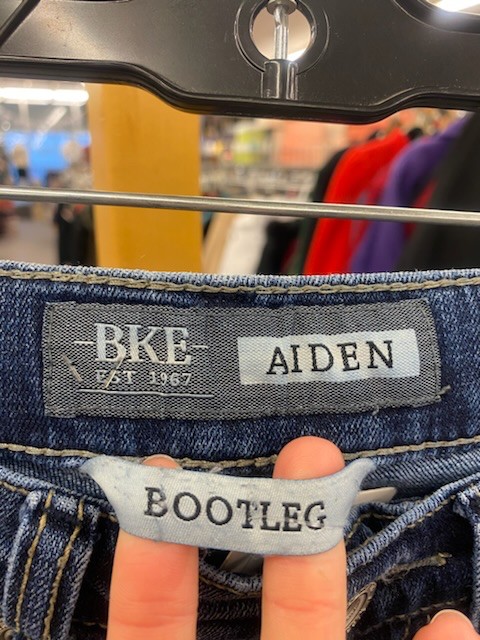 BKE
EST 1967
AIDEN
BOOTLEG